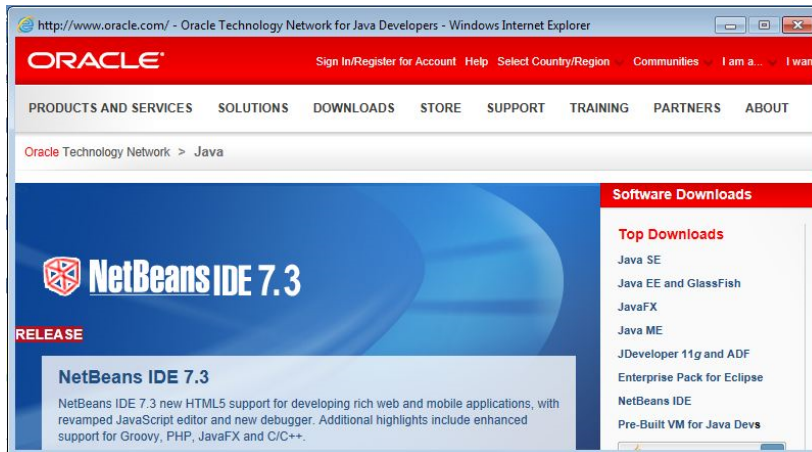 http://www.oracle.com/ - Oracle Technology Network for Java Developers - Windows Internet Explorer
ORACLE
Sign In/Register for Account Help Select Country/Region Communities I am a... I wan
PRODUCTS AND SERVICES SOLUTIONS DOWNLOADS STORE SUPPORT TRAINING PARTNERS ABOUT
Oracle Technology Network > Java
NetBeans IDE 7.3
RELEASE
NetBeans IDE 7.3
NetBeans IDE 7.3 new HTML5 support for developing rich web and mobile applications, with
revamped JavaScript editor and new debugger. Additional highlights include enhanced
support for Groovy, PHP, JavaFX and C/C++.
Software Downloads
Top Downloads
Java SE
Java EE and GlassFish
JavaFX
Java ME
JDeveloper 11g and ADF
Enterprise Pack for Eclipse
NetBeans IDE
Pre-Built VM for Java Devs